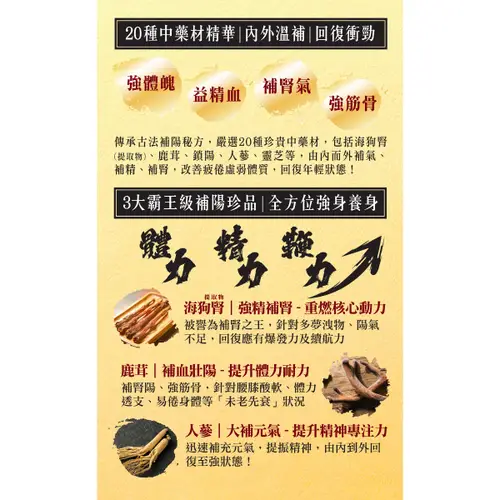 20種中藥材精華|內外溫補|回復衝勁
強體魄
益精血
補腎氣
強筋骨
傳承古法補陽秘方，嚴選20種珍貴中藥材，包括海狗腎
(提取物)、鹿茸、鎖陽、人蔘、靈芝等，由內而外補氣、
補精、補腎，改善疲倦虛弱體質，回復年輕狀態！
3大霸王級補陽珍品|全方位強身養身
體力 精力 鞭力
提取物
海狗腎｜強精補腎-重燃核心動力
被譽為補腎之王，針對多夢洩物、陽氣
不足，回復應有爆發力及續航力
鹿茸｜補血壯陽-提升體力耐力
補腎陽、強筋骨，針對腰膝酸軟、體力
透支、易倦身體等「未老先衰」狀況
人蔘｜大補元氣-提升精神專注力
迅速補充元氣，提振精神，由內到外回
復至強狀態！